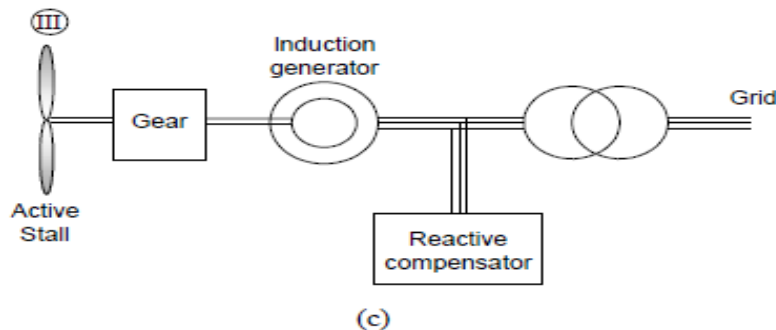 III
Induction
generator
Gear
Grid
Active
Stall
Reactive
compensator
(c)